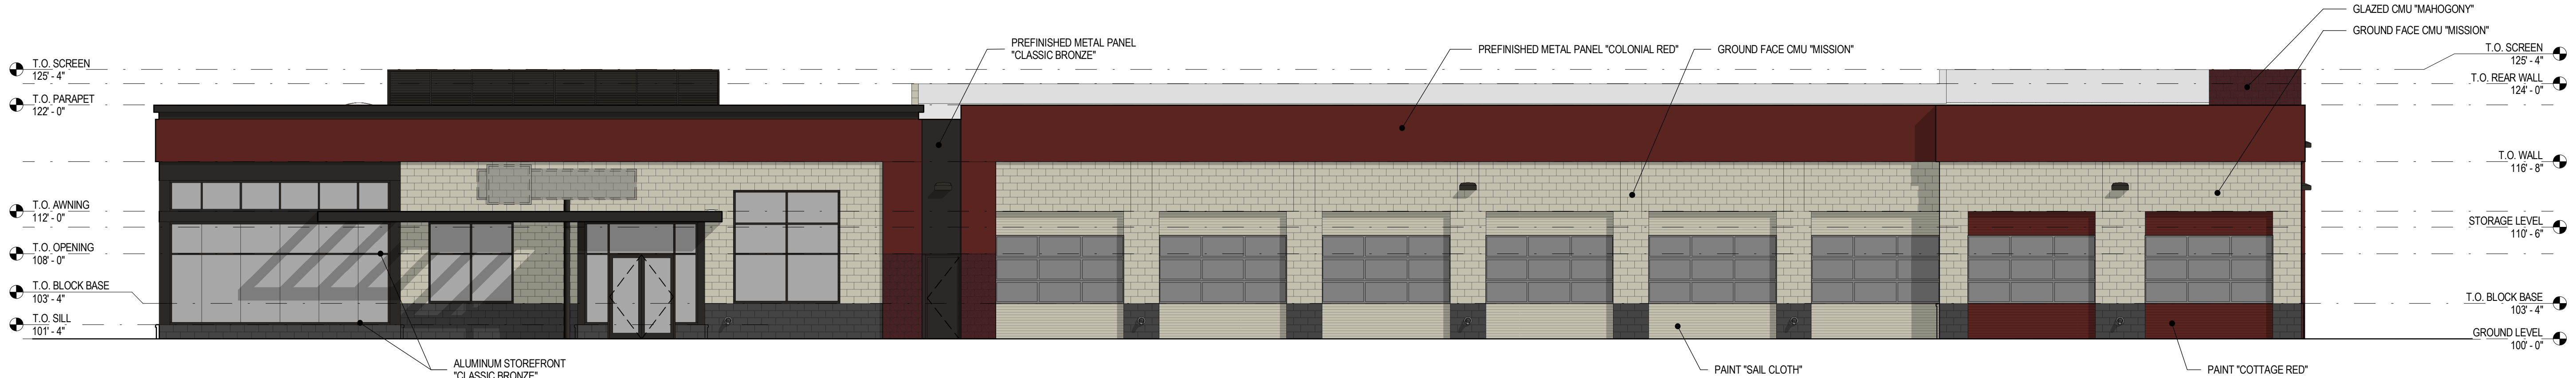 GLAZED CMU "MAHOGONY"
GROUND FACE CMU "MISSION"
PREFINISHED METAL PANEL
"CLASSIC BRONZE"
PREFINISHED METAL PANEL "COLONIAL RED"
GROUND FACE CMU "MISSION"
T.O. SCREEN
125' - 4"
T.O. PARAPET
122' - 0"
T.O. AWNING
112' - 0"
T.O. OPENING
108' - 0"
T.O. BLOCK BASE
103' - 4"
T.O. SILL
101' - 4"
T.O. SCREEN
125' - 4"
T.O. REAR WALL
124' - 0"
T.O. WALL
116' - 8"
STORAGE LEVEL
110' - 6"
T.O. BLOCK BASE
103' - 4"
GROUND LEVEL
100' - 0"
ALUMINUM STOREFRONT
"CLASSIC BRONZE"
PAINT "SAIL CLOTH"
PAINT "COTTAGE RED"